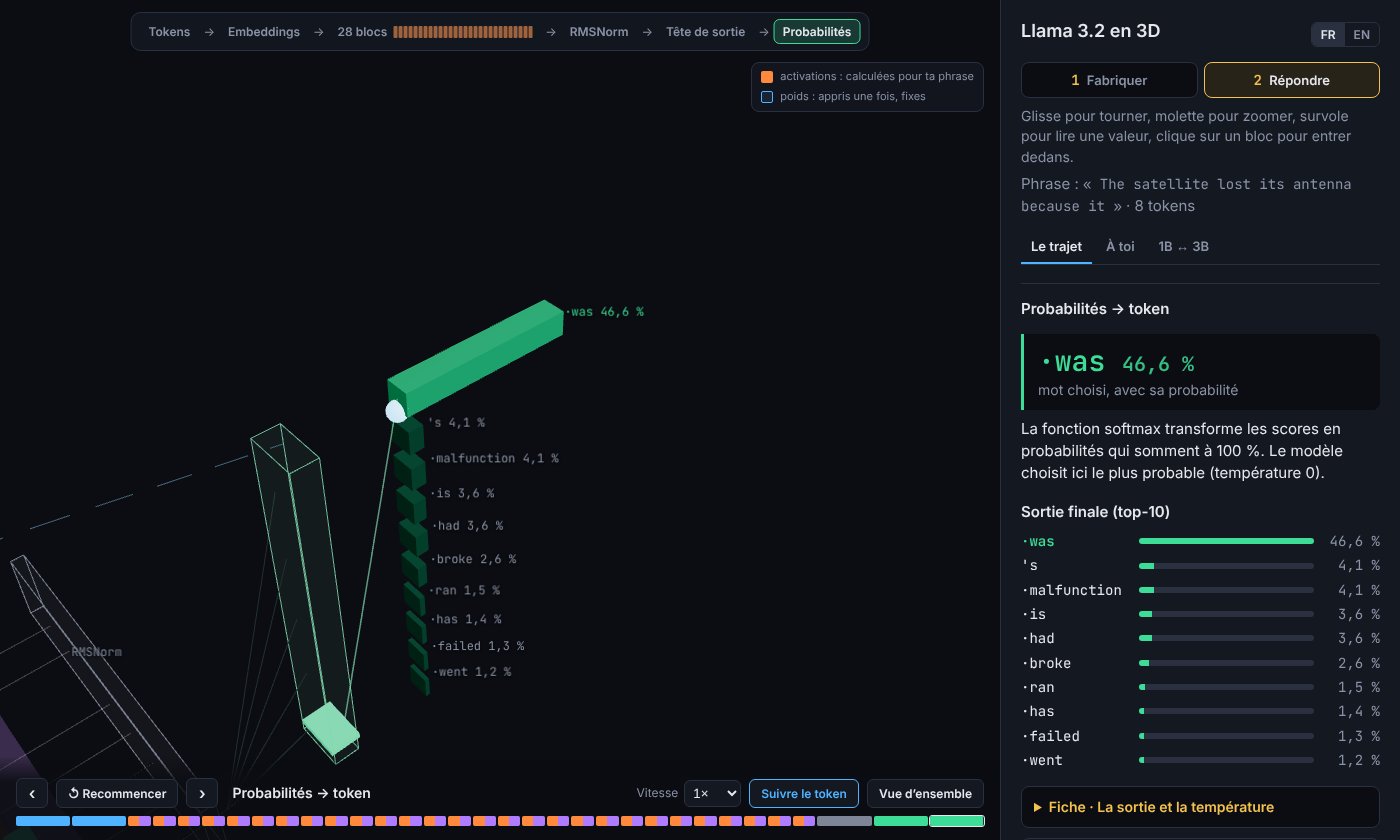 Tokens → Embeddings → 28 blocs → RMSNorm → Tête de sortie → Probabilités
activations : calculées pour ta phrase
poids : appris une fois, fixes
·was 46,6 %
's 4,1 %
·malfunction 4,1 %
·is 3,6 %
·had 3,6 %
·broke 2,6 %
·ran 1,5 %
·has 1,4 %
·failed 1,3 %
·went 1,2 %
RMSNorm
‹ Recommencer › Probabilités → token
Vitesse 1× Suivre le token Vue d'ensemble
Llama 3.2 en 3D
FR EN
1 Fabriquer
2 Répondre
Glisse pour tourner, molette pour zoomer, survole
pour lire une valeur, clique sur un bloc pour entrer
dedans.
Phrase : « The satellite lost its antenna
because it » · 8 tokens
Le trajet À toi 1B ↔ 3B
Probabilités → token
·was 46,6 %
mot choisi, avec sa probabilité
La fonction softmax transforme les scores en
probabilités qui somment à 100 %. Le modèle
choisit ici le plus probable (température 0).
Sortie finale (top-10)
·was 46,6 %
's 4,1 %
·malfunction 4,1 %
·is 3,6 %
·had 3,6 %
·broke 2,6 %
·ran 1,5 %
·has 1,4 %
·failed 1,3 %
·went 1,2 %
▶ Fiche · La sortie et la température